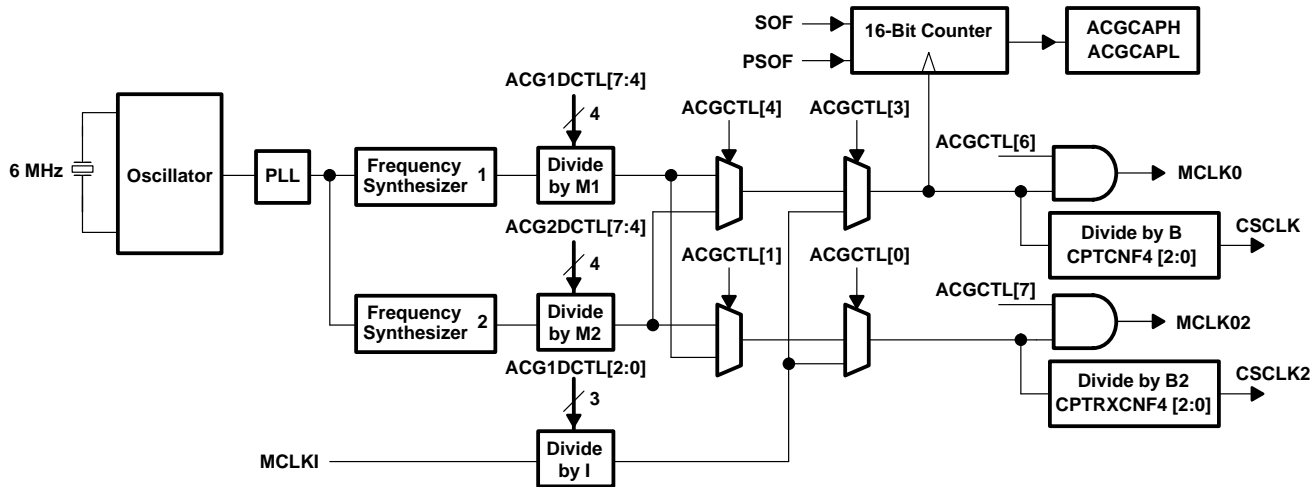 SOF
PSOF
16-Bit Counter
ACGCAPH
ACGCAPL
ACG1DCTL[7:4]
4
ACGCTL[4]
ACGCTL[3]
6 MHz
Oscillator
PLL
Frequency
Synthesizer 1
Divide
by M1
ACGCTL[6]
MCLK0
Divide by B
CPTCNF4 [2:0]
CSCLK
ACG2DCTL[7:4]
4
ACGCTL[1]
ACGCTL[0]
Frequency
Synthesizer 2
Divide
by M2
ACGCTL[7]
MCLK02
Divide by B2
CPTRXCNF4 [2:0]
CSCLK2
ACG1DCTL[2:0]
3
MCLKI
Divide
by I